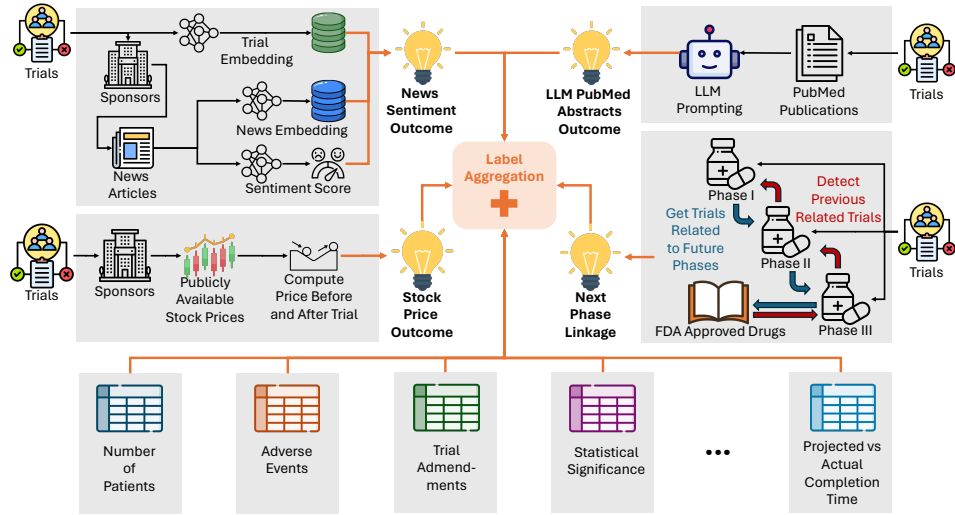 Trials
Sponsors
Trial
Embedding
News Embedding
News
Articles
Sentiment Score
News
Sentiment
Outcome
LLM PubMed
Abstracts
Outcome
LLM
Prompting
PubMed
Publications
Trials
Label
Aggregation
Trials
Sponsors
Publicly
Available
Stock Prices
Compute
Price Before
and After Trial
Stock
Price
Outcome
Next
Phase
Linkage
Get Trials
Related
to Future
Phases
Phase I
Detect
Previous
Related Trials
Phase II
FDA Approved Drugs
Phase III
Trials
Number
of
Patients
Adverse
Events
Trial
Admend-
ments
Statistical
Significance
...
Projected vs
Actual
Completion
Time